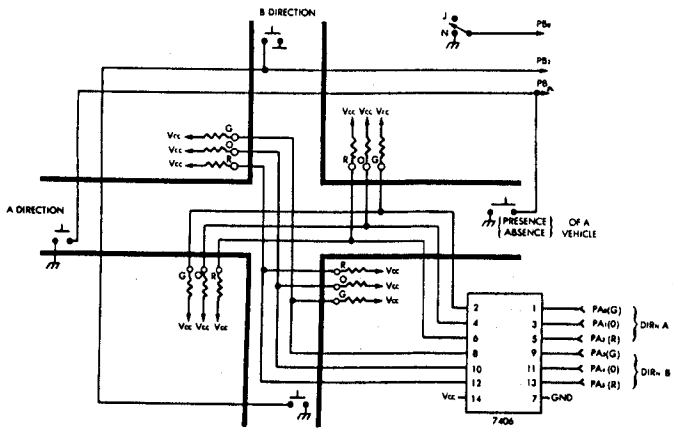 B DIRECTION
J
N
PB₀
PB₁
PB
Vcc Vcc Vcc
Vcc G
Vcc O
Vcc R
R O G
A DIRECTION
{PRESENCE ABSENCE} OF A VEHICLE
G O R
R Vcc
O Vcc
G Vcc
Vcc Vcc Vcc
2 1 PA₀(G)
4 3 PA₁(O) DIRN A
6 5 PA₂(R)
8 9 PA₃(G)
10 11 PA₄(O) DIRN B
12 13 PA₅(R)
Vcc 14 7 GND
7406